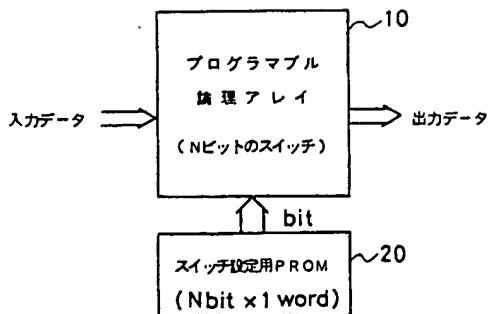 10
プログラマブル
論理アレイ
入力データ
出力データ
(Nビットのスイッチ)
bit
20
スイッチ設定用PROM
(Nbit ×1 word)